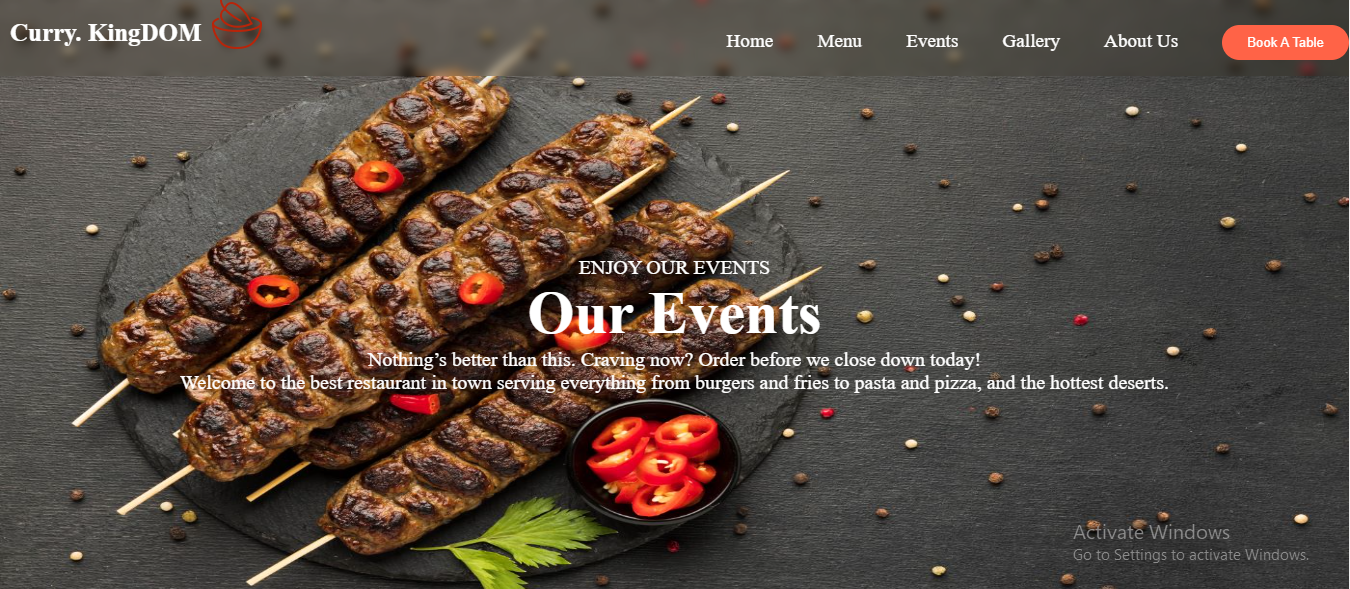 Curry. KingDOM
Home Menu Events Gallery About Us Book A Table
ENJOY OUR EVENTS
Our Events
Nothing’s better than this. Craving now? Order before we close down today!
Welcome to the best restaurant in town serving everything from burgers and fries to pasta and pizza, and the hottest deserts.
Activate Windows
Go to Settings to activate Windows.